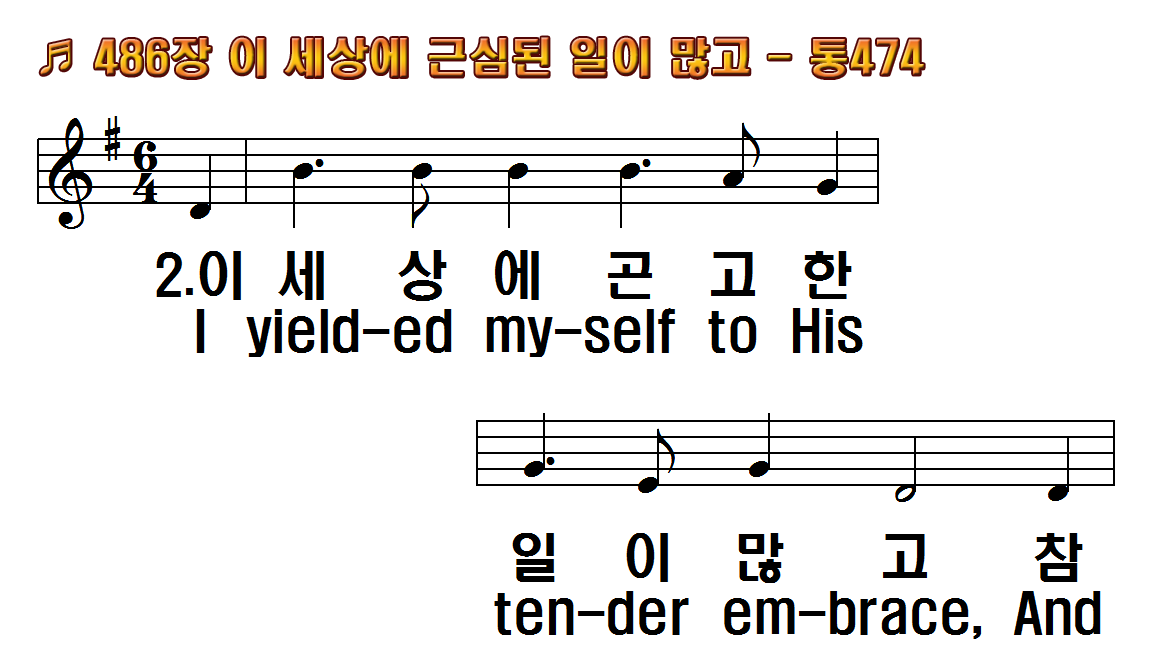 ♬ 486장 이 세상에 근심된 일이 많고 - 통474
6
4
2.이 세 상 에 곤 고 한
I yield-ed my-self to His
일 이 많 고 참
ten-der em-brace, And